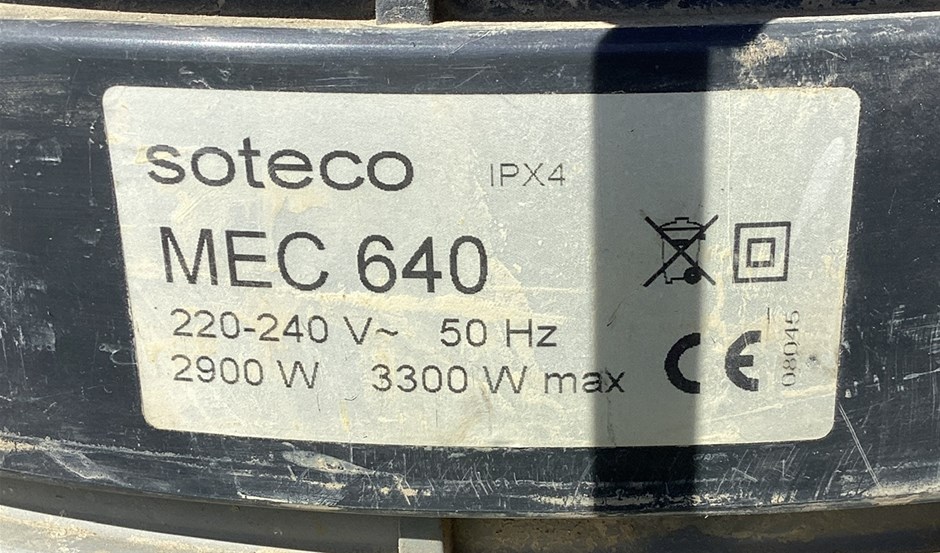 soteco IPX4
MEC 640
220-240 V~ 50 Hz
2900 W 3300 W max
CE
08045